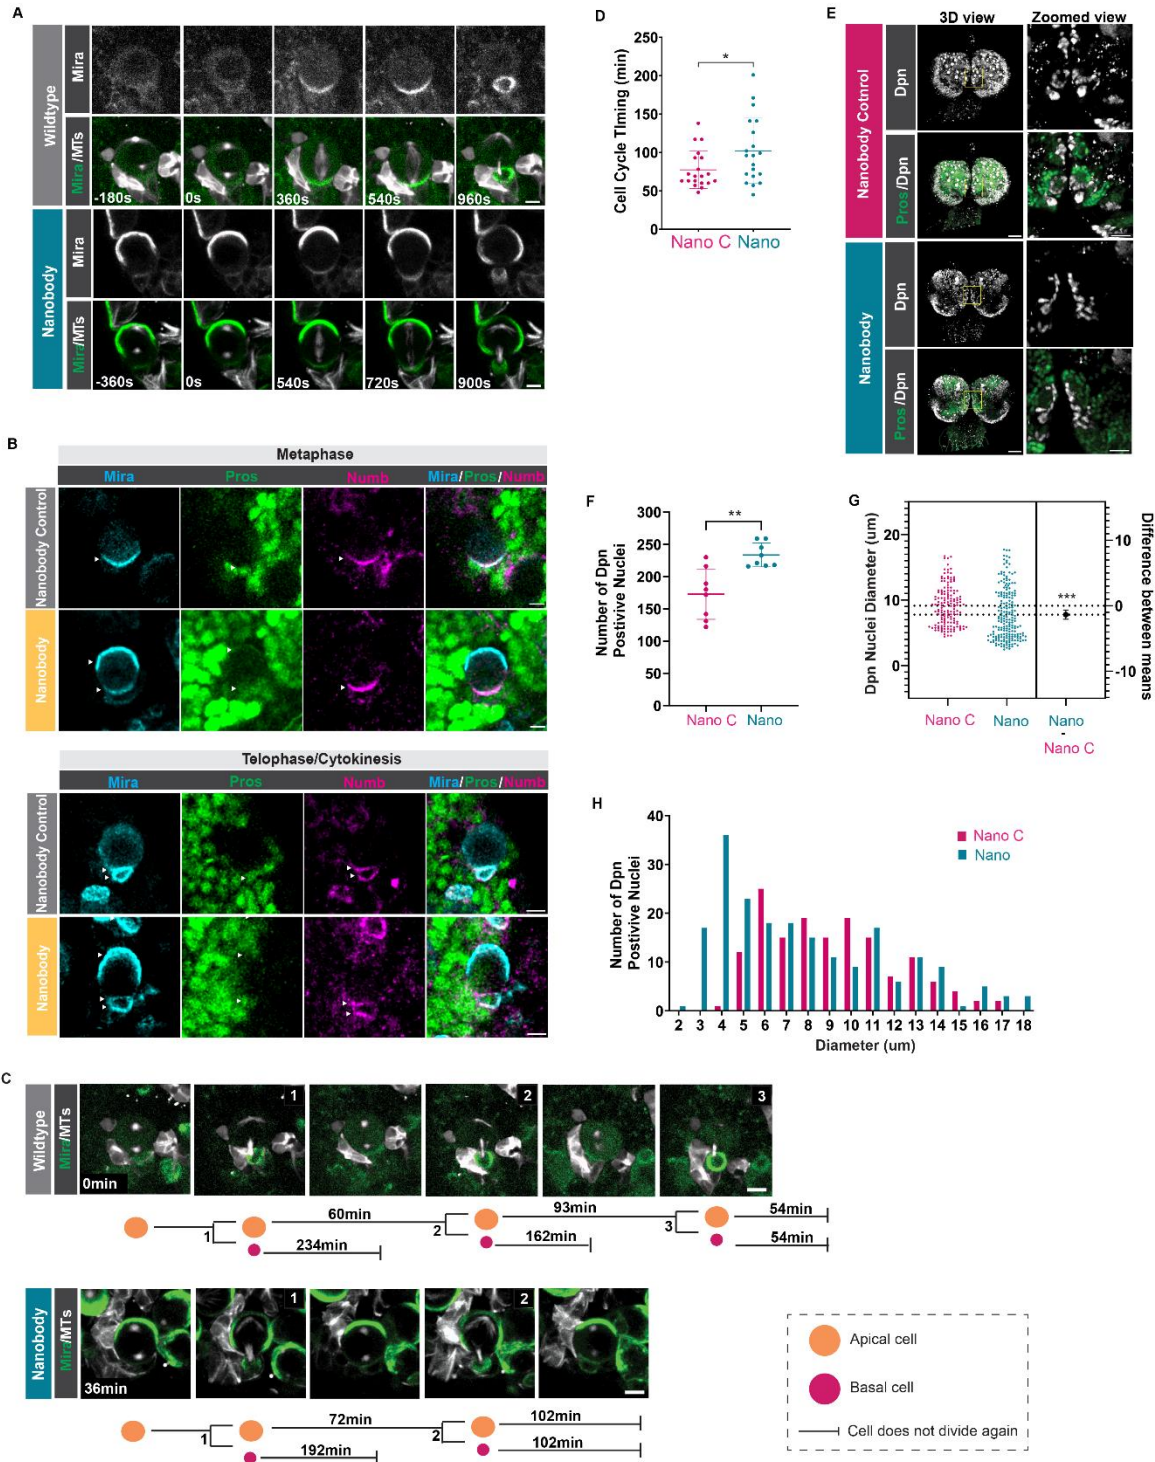 A
Wildtype
Mira
Mira/MTs
-180s
0s
360s
540s
960s
Nanobody
Mira
Mira/MTs
-360s
0s
540s
720s
900s
B
Metaphase
Mira
Pros
Numb
Mira/Pros/Numb
Nanobody Control
Nanobody
Telophase/Cytokinesis
Mira
Pros
Numb
Mira/Pros/Numb
Nanobody Control
Nanobody
C
Wildtype
Mira/MTs
0min
1
2
3
60min
93min
54min
1
2
3
234min
162min
54min
Nanobody
Mira/MTs
36min
1
2
72min
102min
1
2
192min
102min
D
Cell Cycle TIming (min)
250
200
150
100
50
0
*
Nano C
Nano
E
3D view
Zoomed view
Nanobody Cotnrol
Dpn
Pros/Dpn
Nanobody
Dpn
Pros/Dpn
F
Number of Dpn
Postive Nuclei
300
250
200
150
100
50
0
**
Nano C
Nano
G
Dpn Nuclei Diameter (um)
20
10
0
10
0
-10
***
Difference between means
Nano C
Nano
Nano
-
Nano C
H
Number of Dpn
Postivive Nuclei
40
30
20
10
0
Nano C
Nano
2 3 4 5 6 7 8 9 10 11 12 13 14 15 16 17 18
Diameter (um)
Apical cell
Basal cell
Cell does not divide again